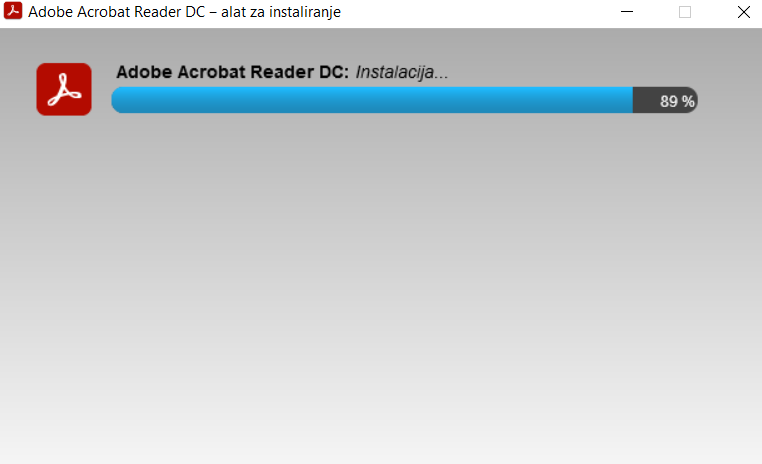 Adobe Acrobat Reader DC – alat za instaliranje
Adobe Acrobat Reader DC: Instalacija...
89 %